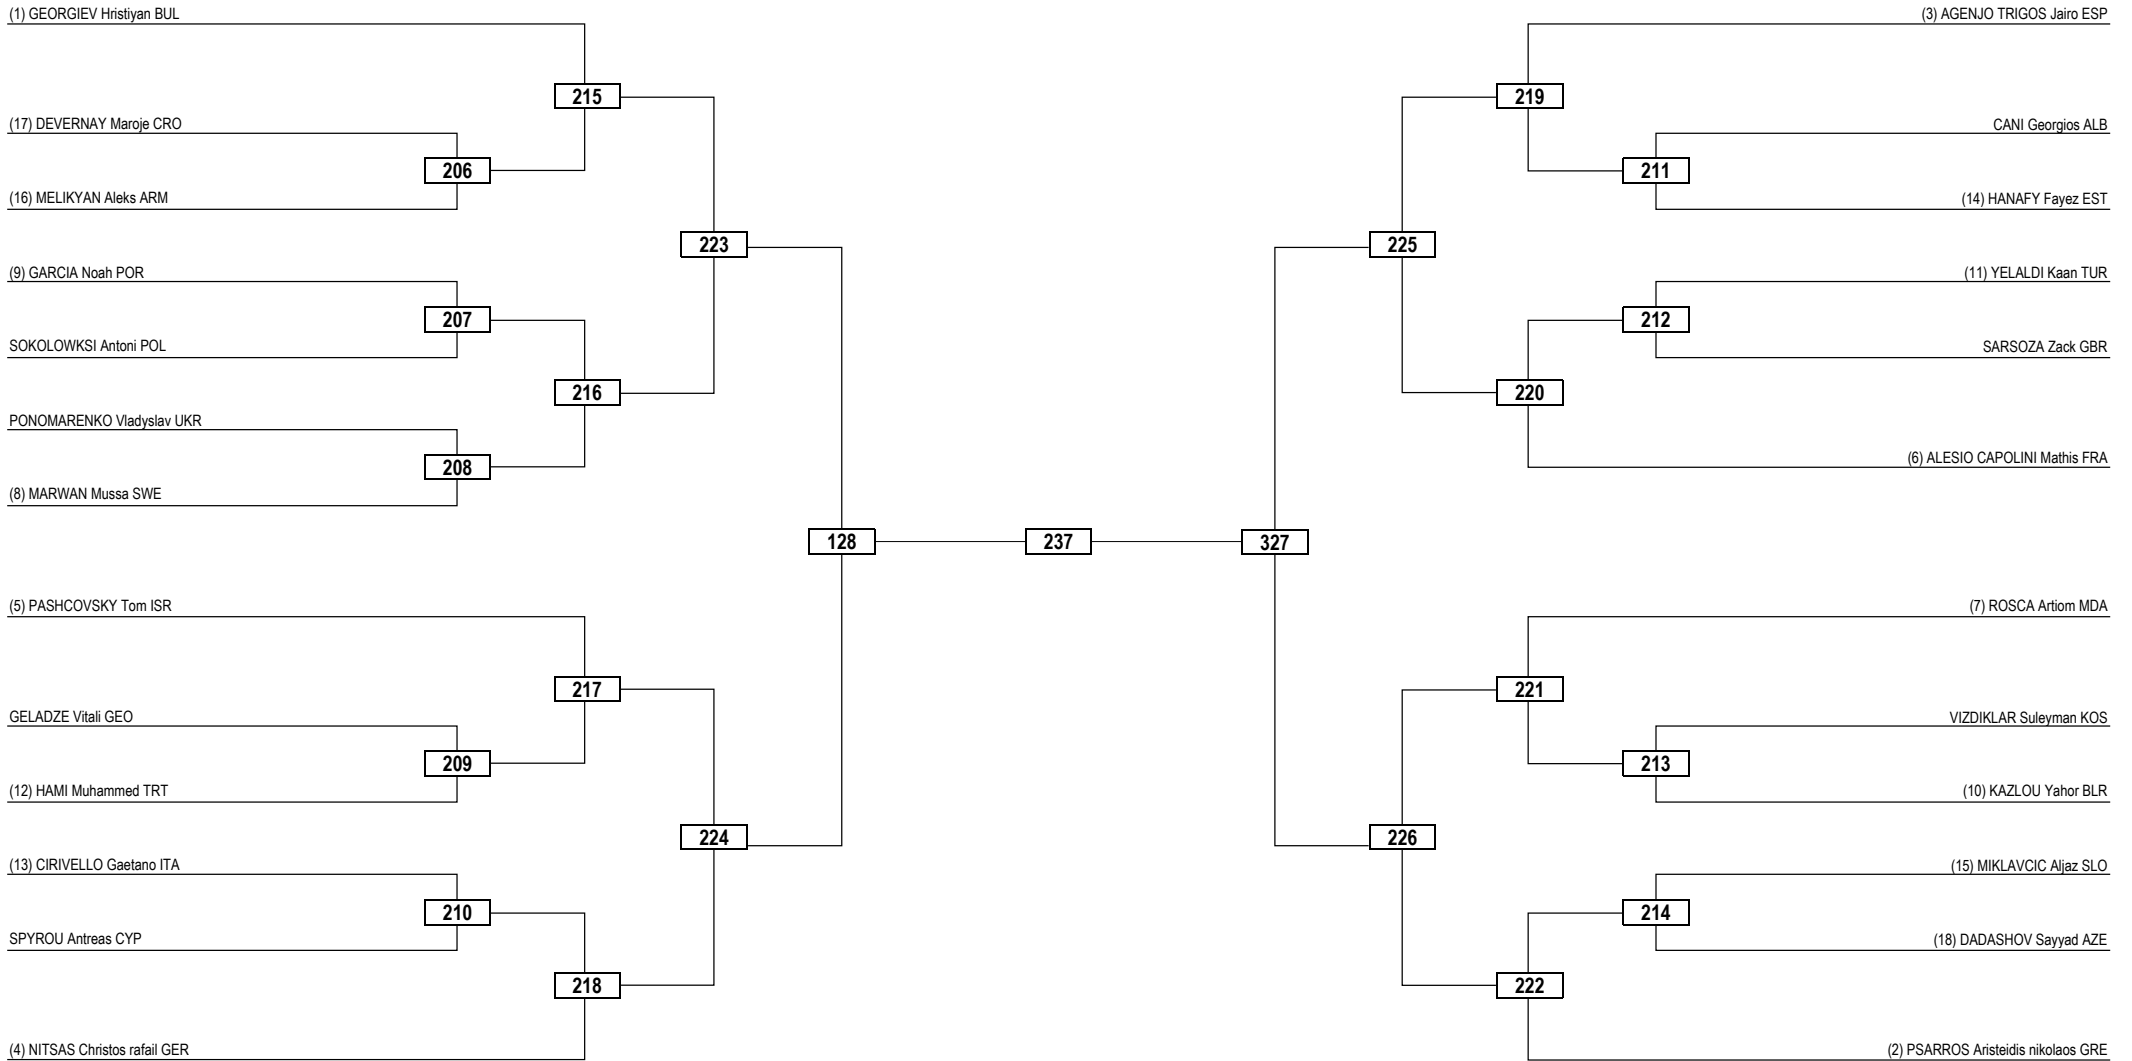 (1) GEORGIEV Hristiyan BUL
(3) AGENJO TRIGOS Jairo ESP
215
219
(17) DEVERNAY Maroje CRO
CANI Georgios ALB
206
211
(16) MELIKYAN Aleks ARM
(14) HANAFY Fayez EST
223
225
(9) GARCIA Noah POR
(11) YELALDI Kaan TUR
207
212
SOKOLOWKSI Antoni POL
SARSOZA Zack GBR
216
220
PONOMARENKO Vladyslav UKR
208
(6) ALESIO CAPOLINI Mathis FRA
(8) MARWAN Mussa SWE
128
237
327
(5) PASHCOVSKY Tom ISR
(7) ROSCA Artiom MDA
217
221
GELADZE Vitali GEO
VIZDIKLAR Suleyman KOS
209
213
(12) HAMI Muhammed TRT
(10) KAZLOU Yahor BLR
224
226
(13) CIRIVELLO Gaetano ITA
(15) MIKLAVCIC Aljaz SLO
210
214
SPYROU Antreas CYP
(18) DADASHOV Sayyad AZE
218
222
(4) NITSAS Christos rafail GER
(2) PSARROS Aristeidis nikolaos GRE